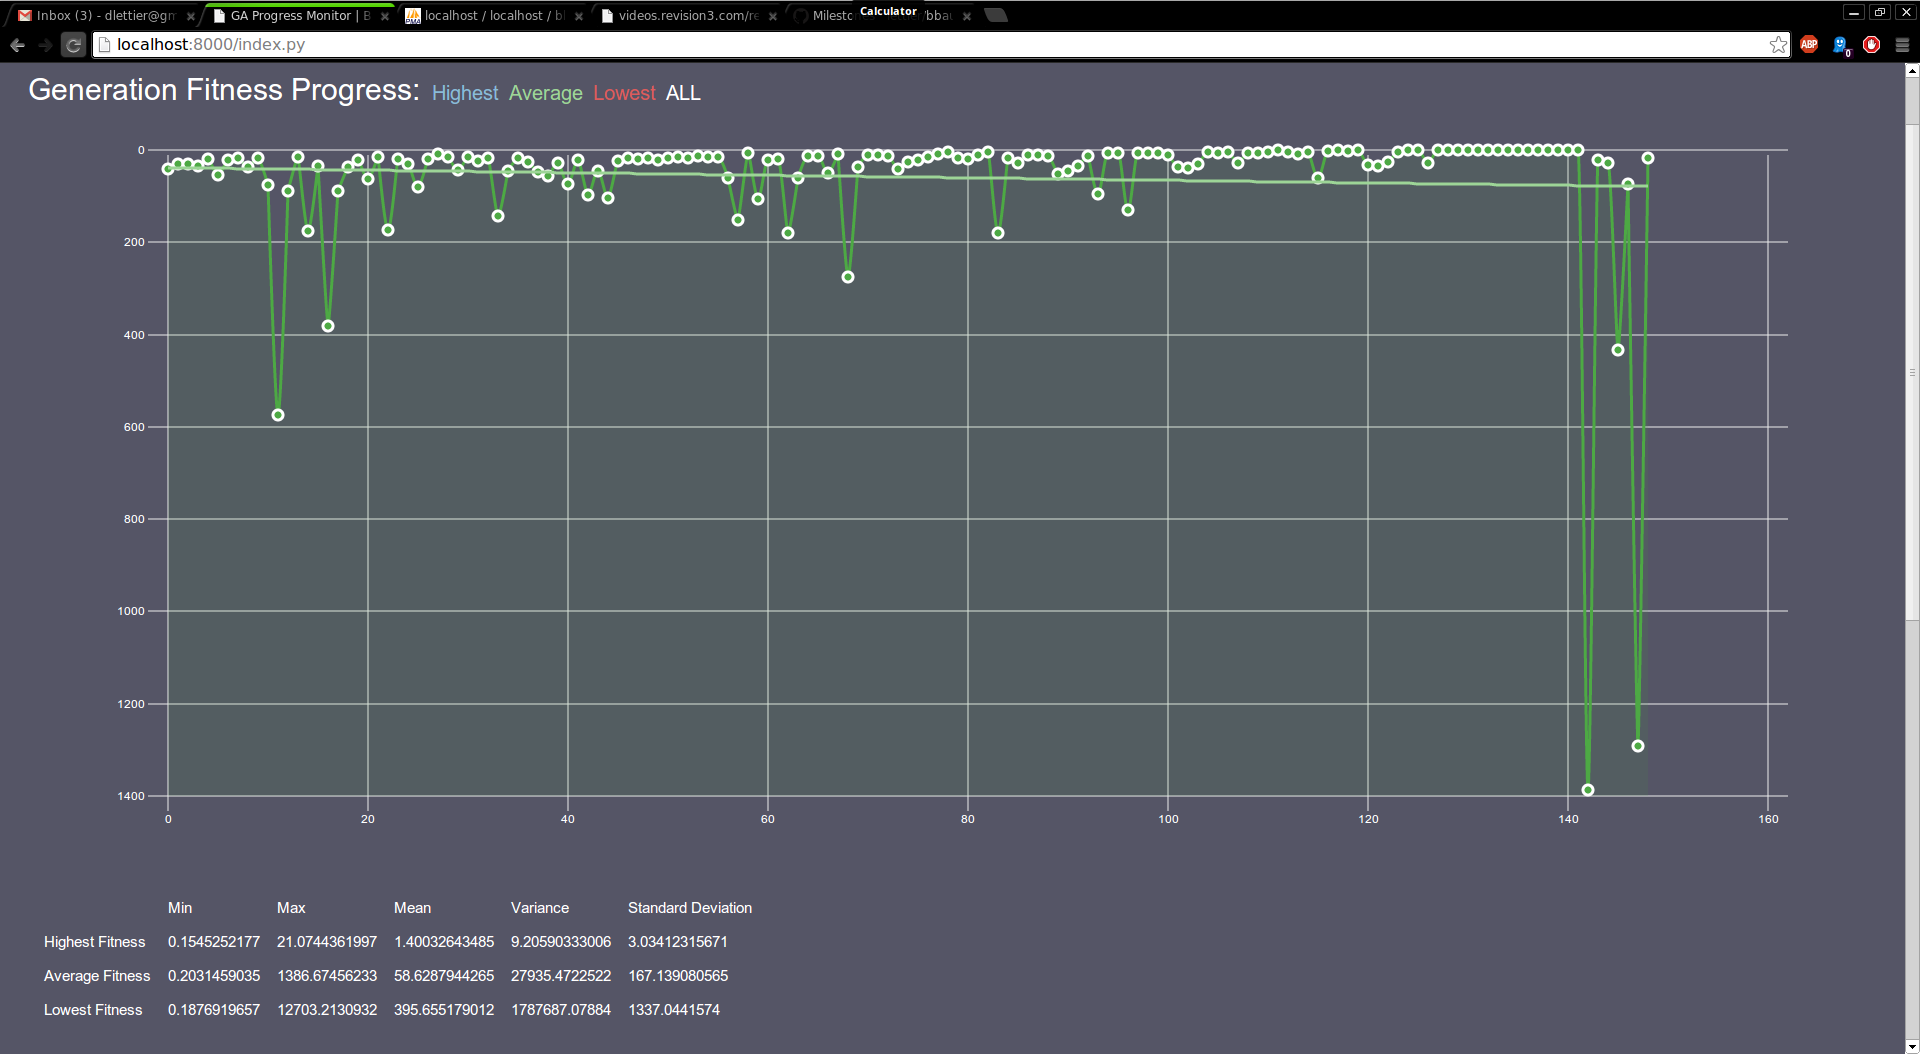 Inbox (3) - dlettier@gm
GA Progress Monitor | B
localhost / localhost / b
videos.revision3.com/re
Milesto
Calculator
bbau
localhost:8000/index.py
ABP
0
Generation Fitness Progress: Highest Average Lowest ALL
0
200
400
600
800
1000
1200
1400
0 20 40 60 80 100 120 140 160
Min Max Mean Variance Standard Deviation
Highest Fitness 0.1545252177 21.0744361997 1.40032643485 9.20590333006 3.03412315671
Average Fitness 0.2031459035 1386.67456233 58.6287944265 27935.4722522 167.139080565
Lowest Fitness 0.1876919657 12703.2130932 395.655179012 1787687.07884 1337.0441574